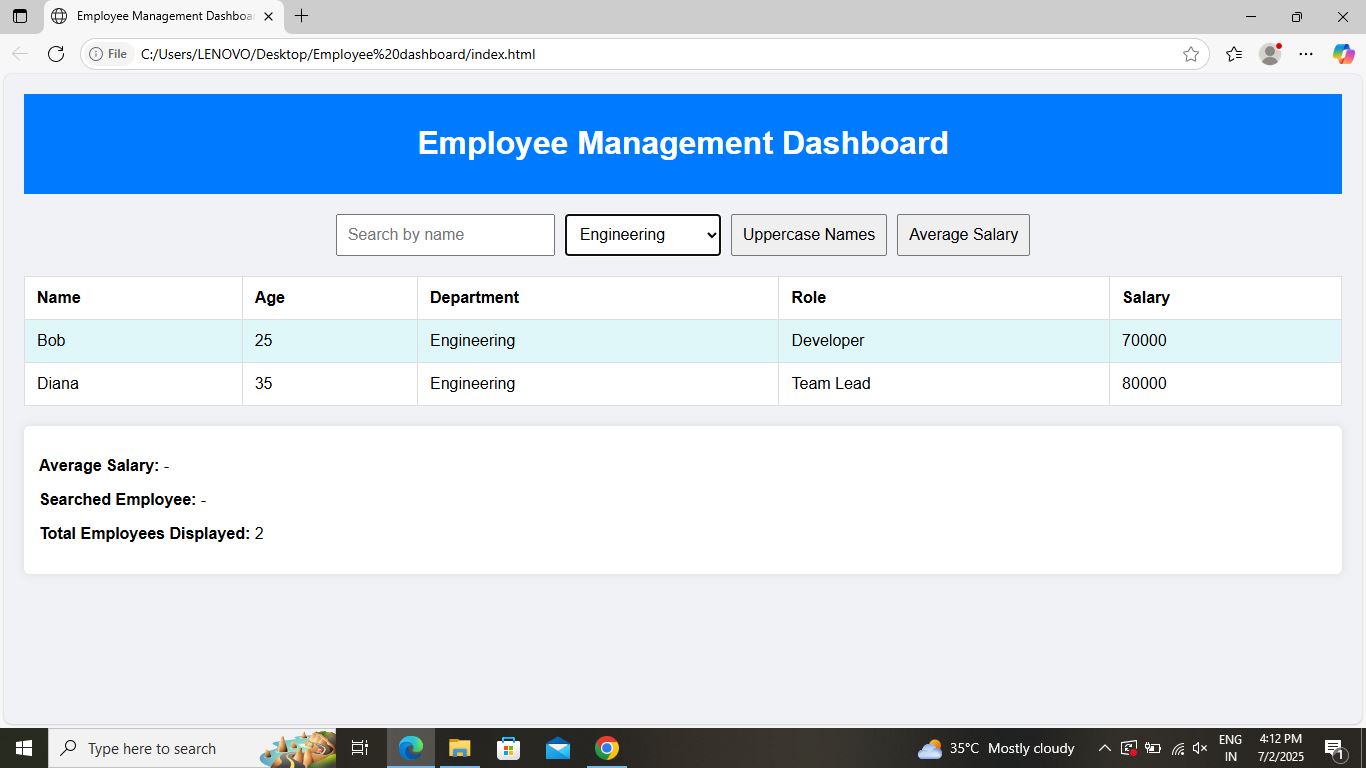 Employee Management Dashboar
File C:/Users/LENOVO/Desktop/Employee%20dashboard/index.html
Employee Management Dashboard
Search by name Engineering Uppercase Names Average Salary
Name Age Department Role Salary
Bob 25 Engineering Developer 70000
Diana 35 Engineering Team Lead 80000
Average Salary: -
Searched Employee: -
Total Employees Displayed: 2
Type here to search 35°C Mostly cloudy ENG IN 4:12 PM 7/2/2025 1